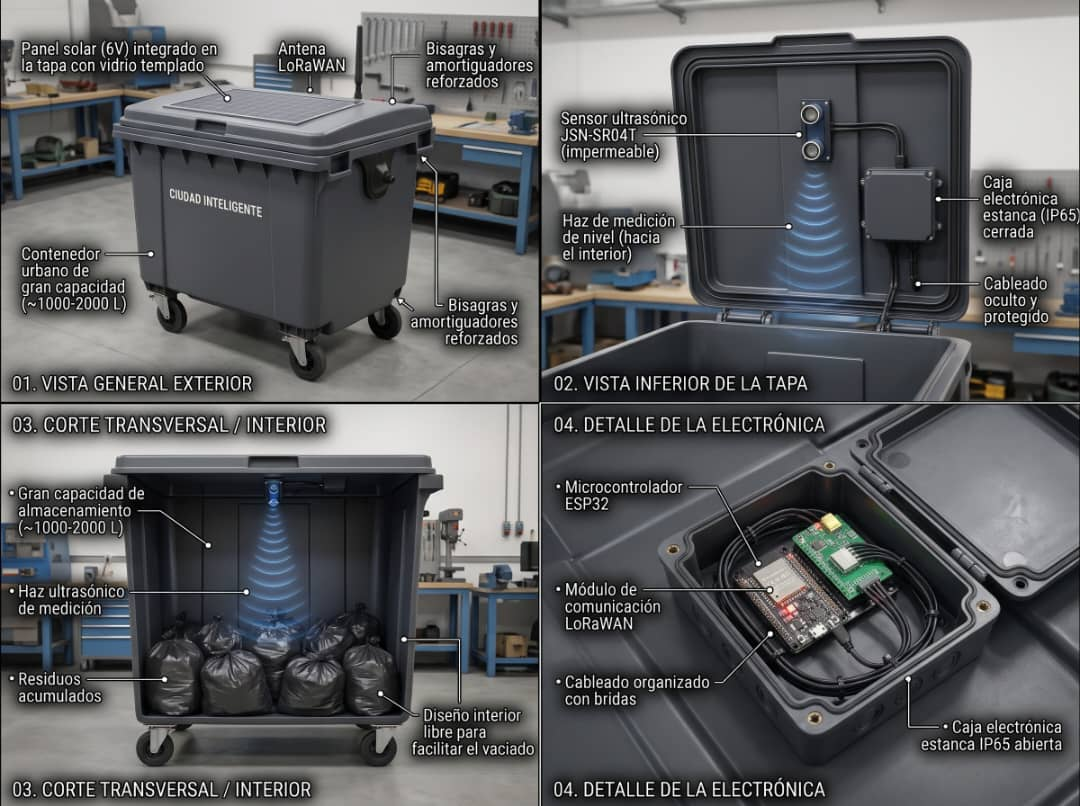 Panel solar (6V) integrado en
la tapa con vidrio templado
Antena
LoRaWAN
Bisagras y
amortiguadores
reforzados
CIUDAD INTELIGENTE
Contenedor
urbano de
gran capacidad
(~1000-2000 L)
Bisagras y
amortiguadores
reforzados
01. VISTA GENERAL EXTERIOR
Sensor ultrasónico
JSN-SR04T
(impermeable)
Haz de medición
de nivel (hacia
el interior)
Caja
electrónica
estanca (IP65)
cerrada
Cableado
oculto y
protegido
02. VISTA INFERIOR DE LA TAPA
03. CORTE TRANSVERSAL / INTERIOR
• Gran capacidad de
almacenamiento
(~1000-2000 L)
• Haz ultrasónico
de medición
• Residuos
acumulados
Diseño interior
libre para
facilitar el vaciado
03. CORTE TRANSVERSAL / INTERIOR
04. DETALLE DE LA ELECTRÓNICA
• Microcontrolador
ESP32
• Módulo de
comunicación
LoRaWAN
• Cableado organizado
con bridas
• Caja electrónica
estanca IP65 abierta
04. DETALLE DE LA ELECTRÓNICA